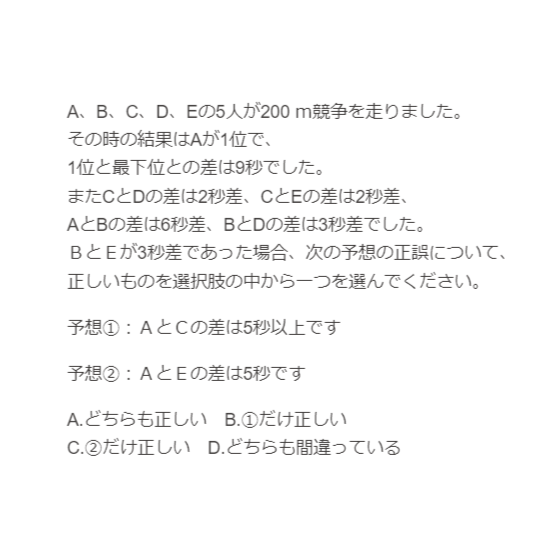 A、B、C、D、Eの5人が200 m競争を走りました。
その時の結果はAが1位で、
1位と最下位との差は9秒でした。
またCとDの差は2秒差、CとEの差は2秒差、
AとBの差は6秒差、BとDの差は3秒差でした。
ＢとＥが3秒差であった場合、次の予想の正誤について、
正しいものを選択肢の中から一つを選んでください。
予想①：ＡとＣの差は5秒以上です
予想②：ＡとＥの差は5秒です
A.どちらも正しい　B.①だけ正しい
C.②だけ正しい　D.どちらも間違っている